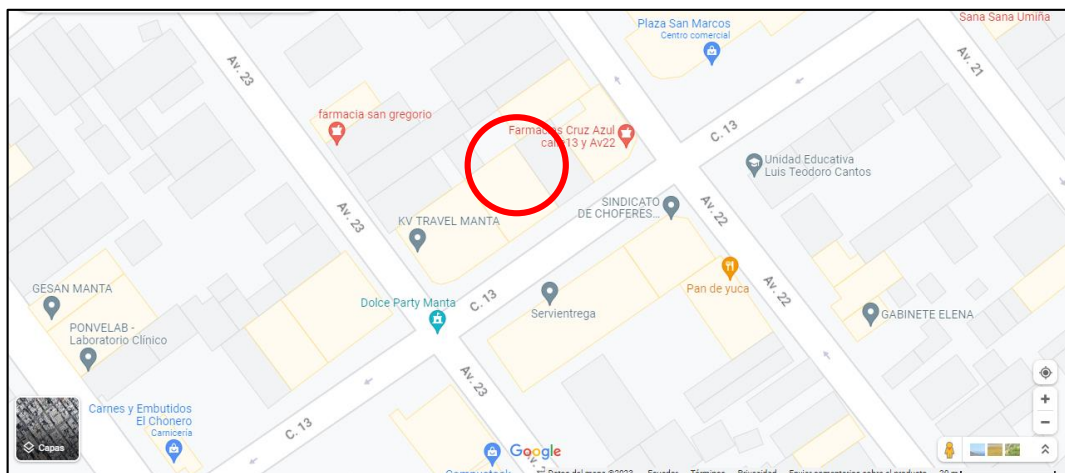 Sana Sana Umiña
Plaza San Marcos
Centro comercial
Av. 23
Av. 21
farmacia san gregorio
Farmacias Cruz Azul
calle13 y Av22
C. 13
Unidad Educativa
Luis Teodoro Cantos
SINDICATO
DE CHOFERES...
Av. 22
Av. 23
KV TRAVEL MANTA
GESAN MANTA
Dolce Party Manta
C. 13
Pan de yuca
Av. 22
Servientrega
GABINETE ELENA
PONVELAB -
Laboratorio Clínico
Av. 23
Carnes y Embutidos
El Chonero
Carnicería
C. 13
Capas
Google